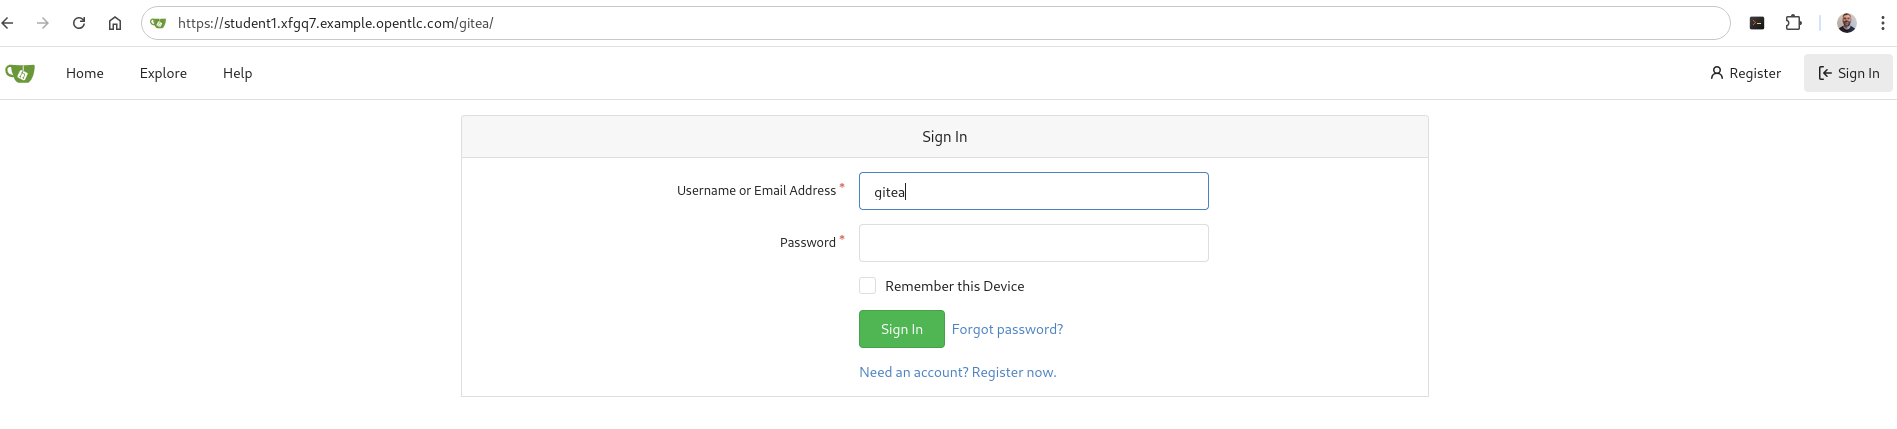 https://student1.xfgq7.example.opentlc.com/gitea/
Home Explore Help Register Sign In
Sign In
Username or Email Address * gitea
Password *
Remember this Device
Sign In Forgot password?
Need an account? Register now.